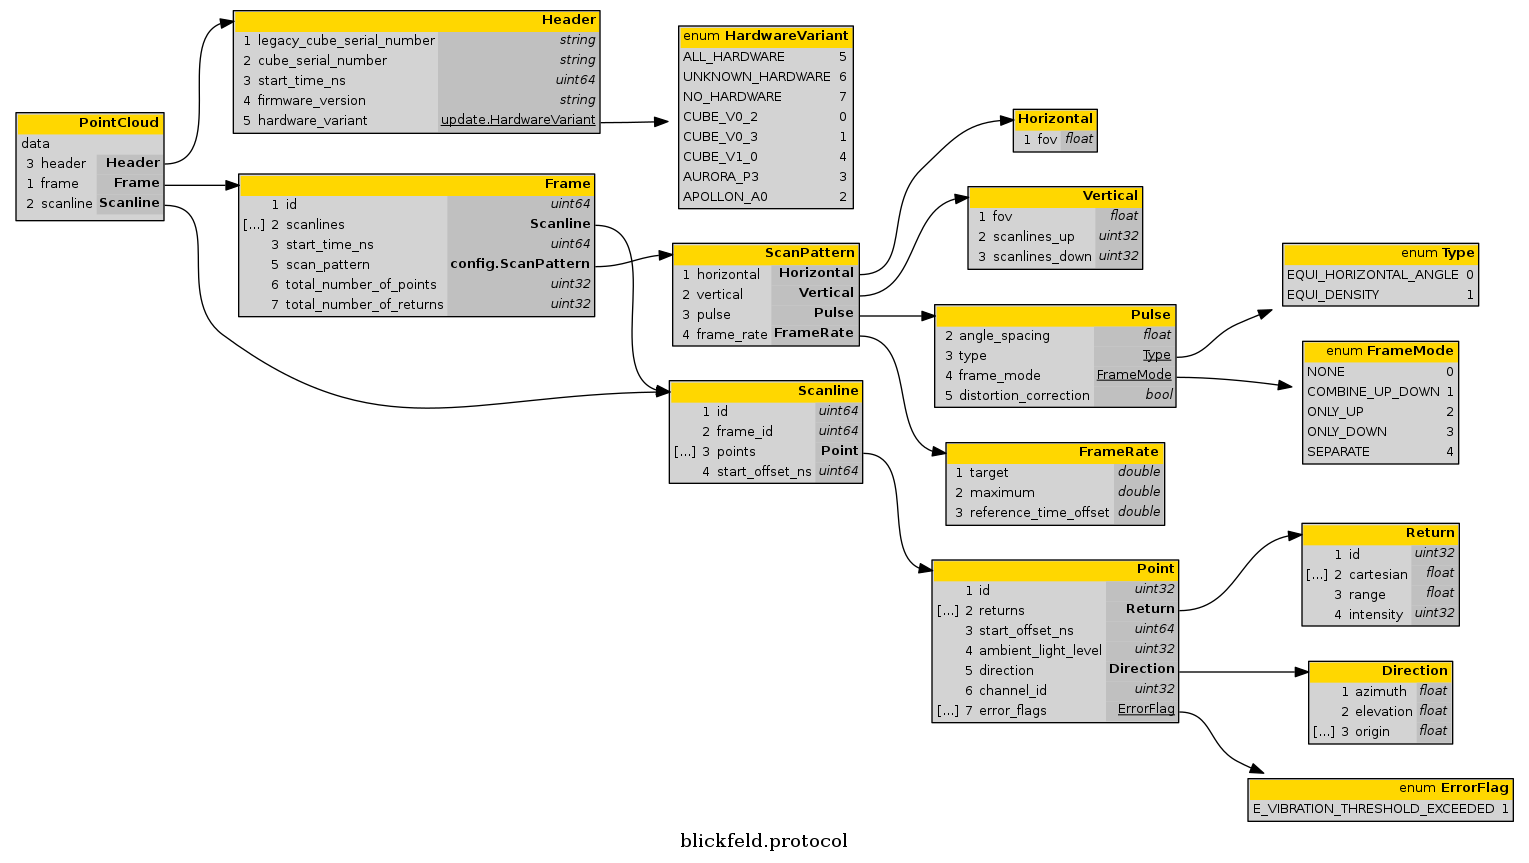 PointCloud
data
3 header Header
1 frame Frame
2 scanline Scanline
Header
1 legacy_cube_serial_number string
2 cube_serial_number string
3 start_time_ns uint64
4 firmware_version string
5 hardware_variant update.HardwareVariant
Frame
1 id uint64
[...] 2 scanlines Scanline
3 start_time_ns uint64
5 scan_pattern config.ScanPattern
6 total_number_of_points uint32
7 total_number_of_returns uint32
enum HardwareVariant
ALL_HARDWARE 5
UNKNOWN_HARDWARE 6
NO_HARDWARE 7
CUBE_V0_2 0
CUBE_V0_3 1
CUBE_V1_0 4
AURORA_P3 3
APOLLON_A0 2
ScanPattern
1 horizontal Horizontal
2 vertical Vertical
3 pulse Pulse
4 frame_rate FrameRate
Scanline
1 id uint64
2 frame_id uint64
[...] 3 points Point
4 start_offset_ns uint64
Horizontal
1 fov float
Vertical
1 fov float
2 scanlines_up uint32
3 scanlines_down uint32
Pulse
2 angle_spacing float
3 type Type
4 frame_mode FrameMode
5 distortion_correction bool
FrameRate
1 target double
2 maximum double
3 reference_time_offset double
Point
1 id uint32
[...] 2 returns Return
3 start_offset_ns uint64
4 ambient_light_level uint32
5 direction Direction
6 channel_id uint32
[...] 7 error_flags ErrorFlag
enum Type
EQUI_HORIZONTAL_ANGLE 0
EQUI_DENSITY 1
enum FrameMode
NONE 0
COMBINE_UP_DOWN 1
ONLY_UP 2
ONLY_DOWN 3
SEPARATE 4
Return
1 id uint32
[...] 2 cartesian float
3 range float
4 intensity uint32
Direction
1 azimuth float
2 elevation float
[...] 3 origin float
enum ErrorFlag
E_VIBRATION_THRESHOLD_EXCEEDED 1
blickfeld.protocol